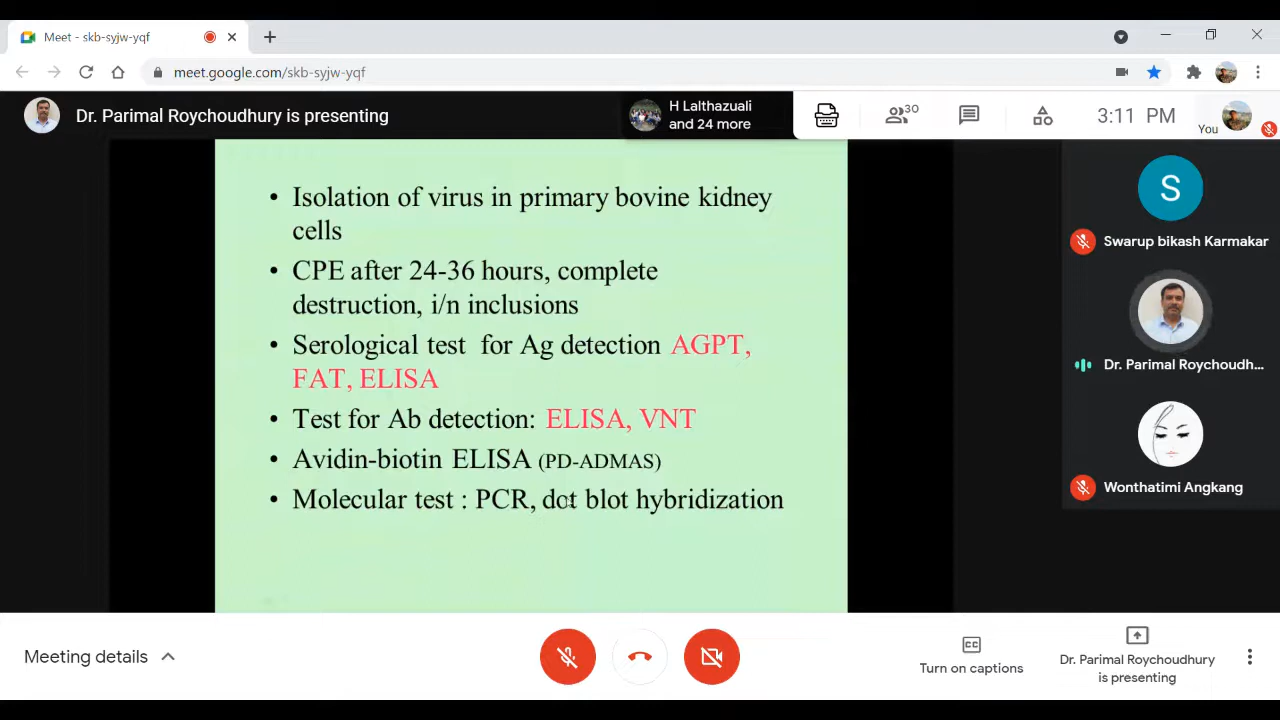 Meet - skb-syjw-yqf
meet.google.com/skb-syjw-yqf
Dr. Parimal Roychoudhury is presenting
H Lalthazuali
and 24 more
30
3:11 PM
You
• Isolation of virus in primary bovine kidney
cells
• CPE after 24-36 hours, complete
destruction, i/n inclusions
• Serological test for Ag detection AGPT,
FAT, ELISA
• Test for Ab detection: ELISA, VNT
• Avidin-biotin ELISA (PD-ADMAS)
• Molecular test : PCR, dot blot hybridization
S
Swarup bikash Karmakar
Dr. Parimal Roychoudh...
Wonthatimi Angkang
Meeting details
CC
Turn on captions
Dr. Parimal Roychoudhury
is presenting